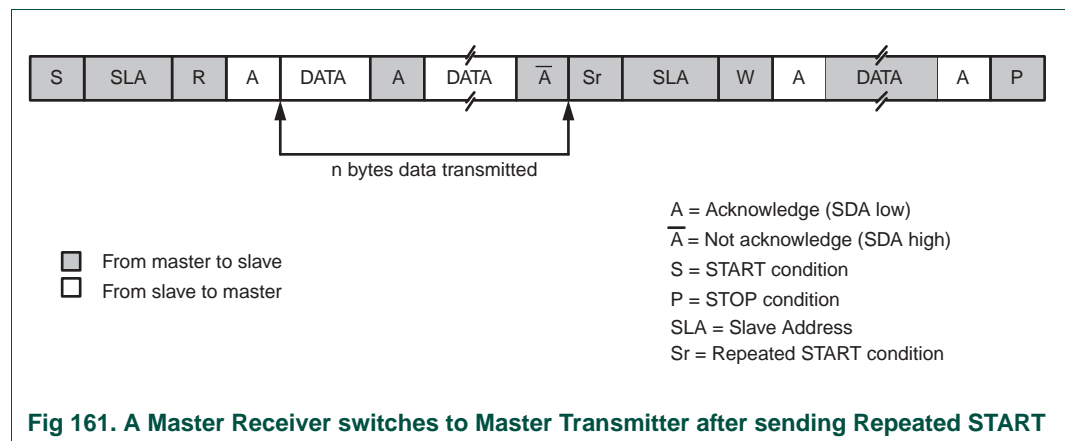 S SLA R A DATA A DATA A̅ Sr SLA W A DATA A P
n bytes data transmitted
From master to slave
From slave to master
A = Acknowledge (SDA low)
A̅ = Not acknowledge (SDA high)
S = START condition
P = STOP condition
SLA = Slave Address
Sr = Repeated START condition
Fig 161. A Master Receiver switches to Master Transmitter after sending Repeated START